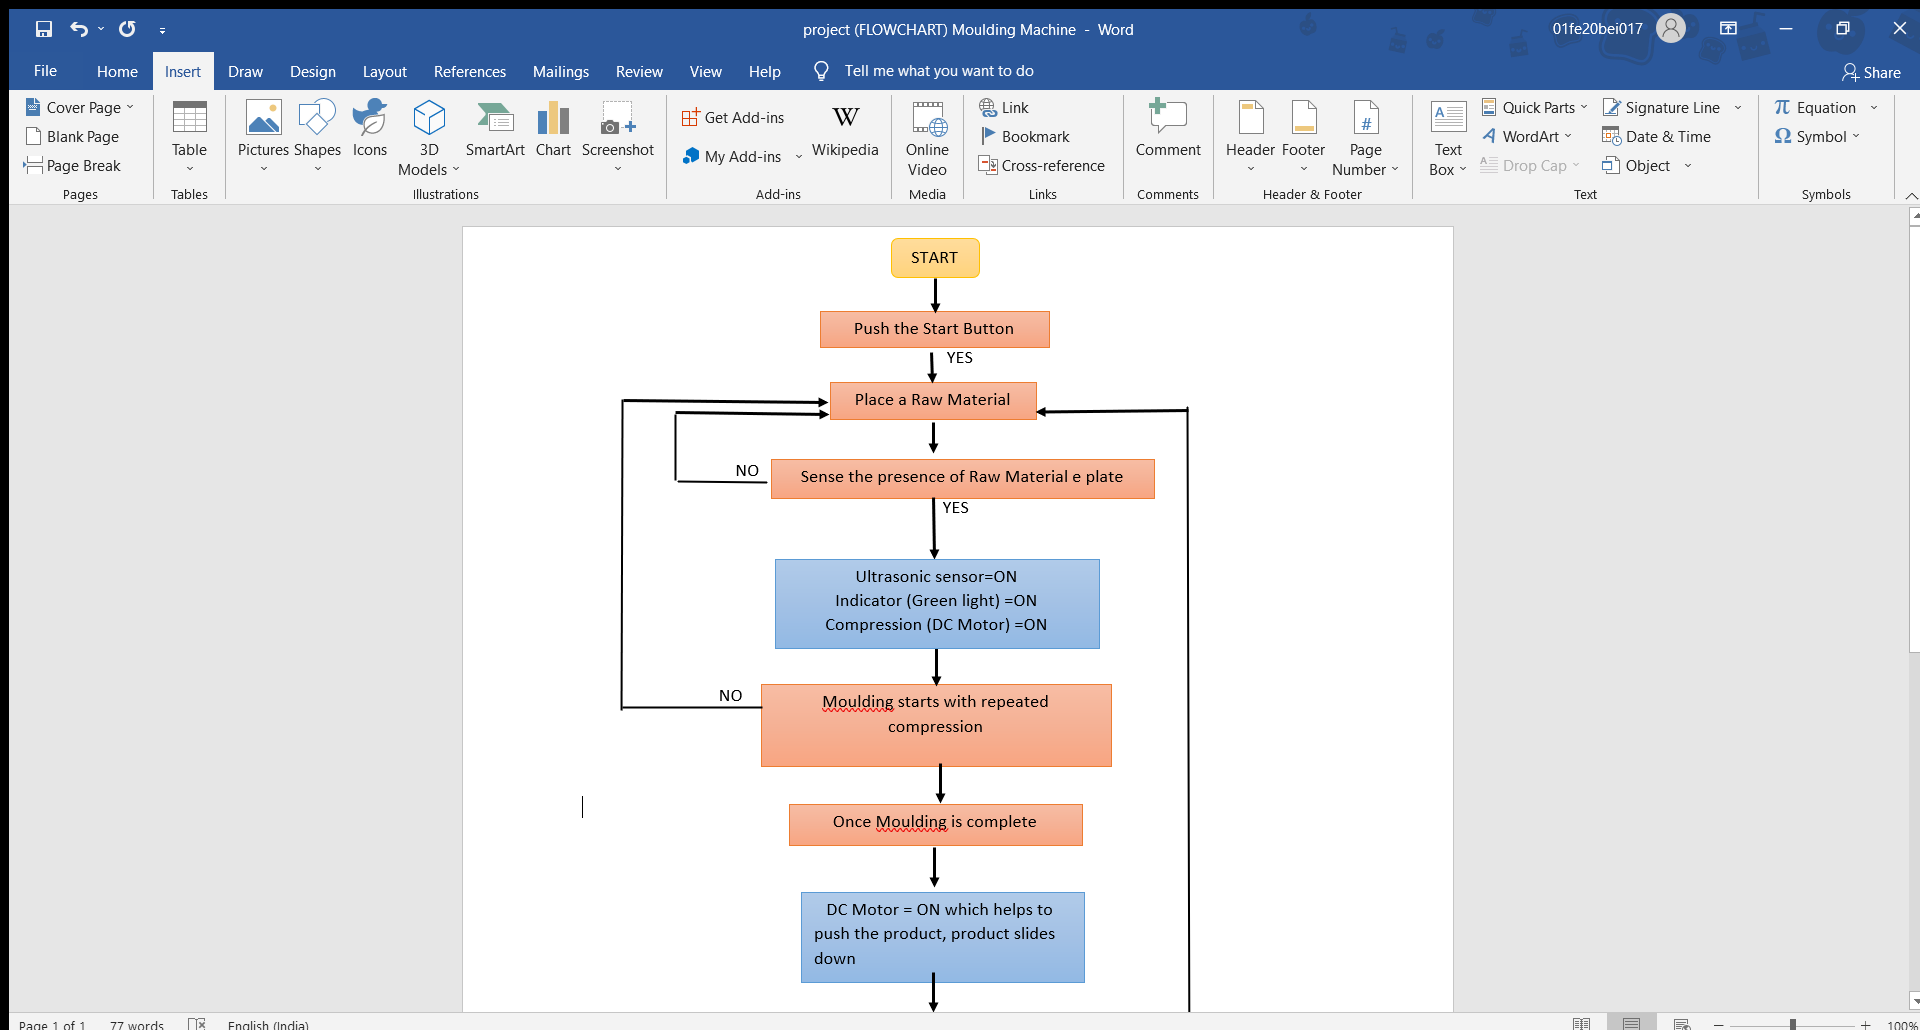 project (FLOWCHART) Moulding Machine - Word
01fe20bei017
File Home Insert Draw Design Layout References Mailings Review View Help Tell me what you want to do
Share
Cover Page
Blank Page
Page Break
Pages
Table
Tables
Pictures Shapes Icons 3D Models SmartArt Chart Screenshot
Illustrations
Get Add-ins
My Add-ins
W
Wikipedia
Add-ins
Online
Video
Media
Link
Bookmark
Cross-reference
Links
Comment
Comments
Header Footer Page Number
#
Header & Footer
A
Text
Box
Quick Parts
A WordArt
A Drop Cap
Signature Line
Date & Time
Object
Text
π Equation
Ω Symbol
Symbols
START
Push the Start Button
YES
Place a Raw Material
NO
Sense the presence of Raw Material e plate
YES
Ultrasonic sensor=ON
Indicator (Green light) =ON
Compression (DC Motor) =ON
NO
Moulding starts with repeated
compression
Once Moulding is complete
DC Motor = ON which helps to
push the product, product slides
down
Page 1 of 1 77 words English (India)
100%